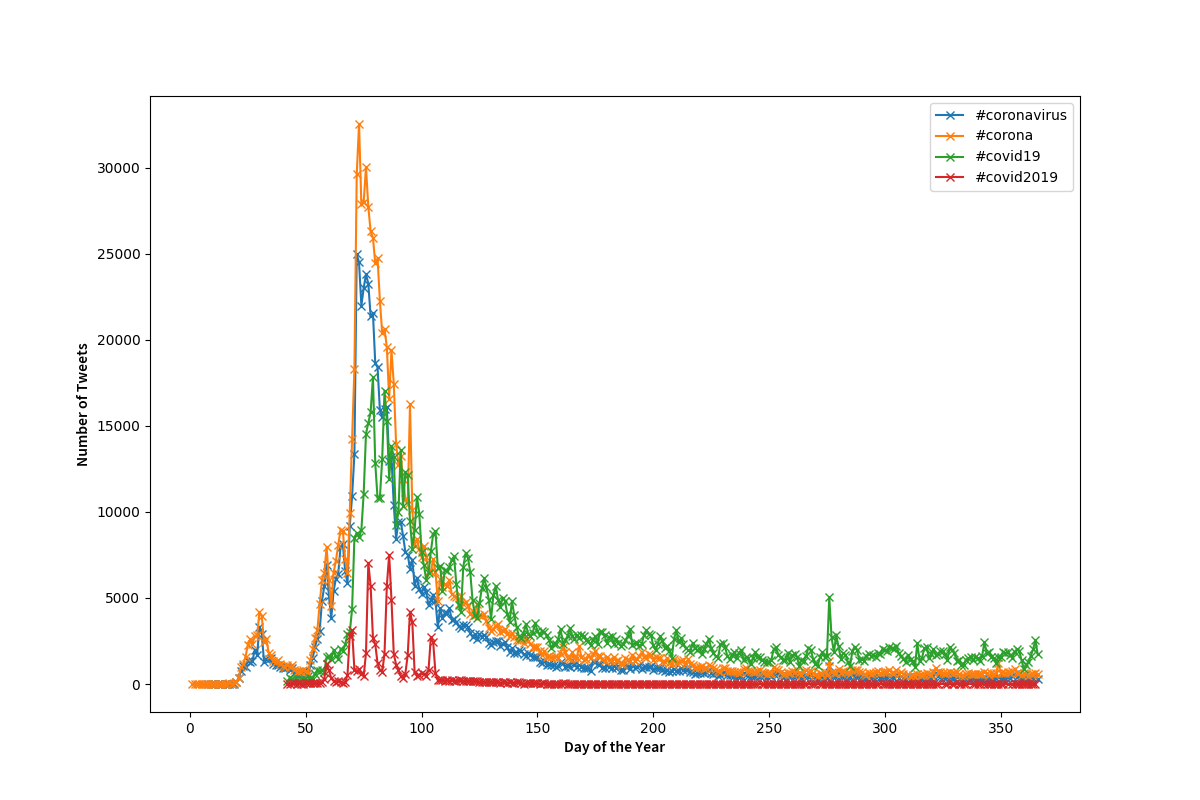 #coronavirus
#corona
#covid19
#covid2019
30000
25000
20000
15000
10000
5000
0
Number of Tweets
0 50 100 150 200 250 300 350
Day of the Year